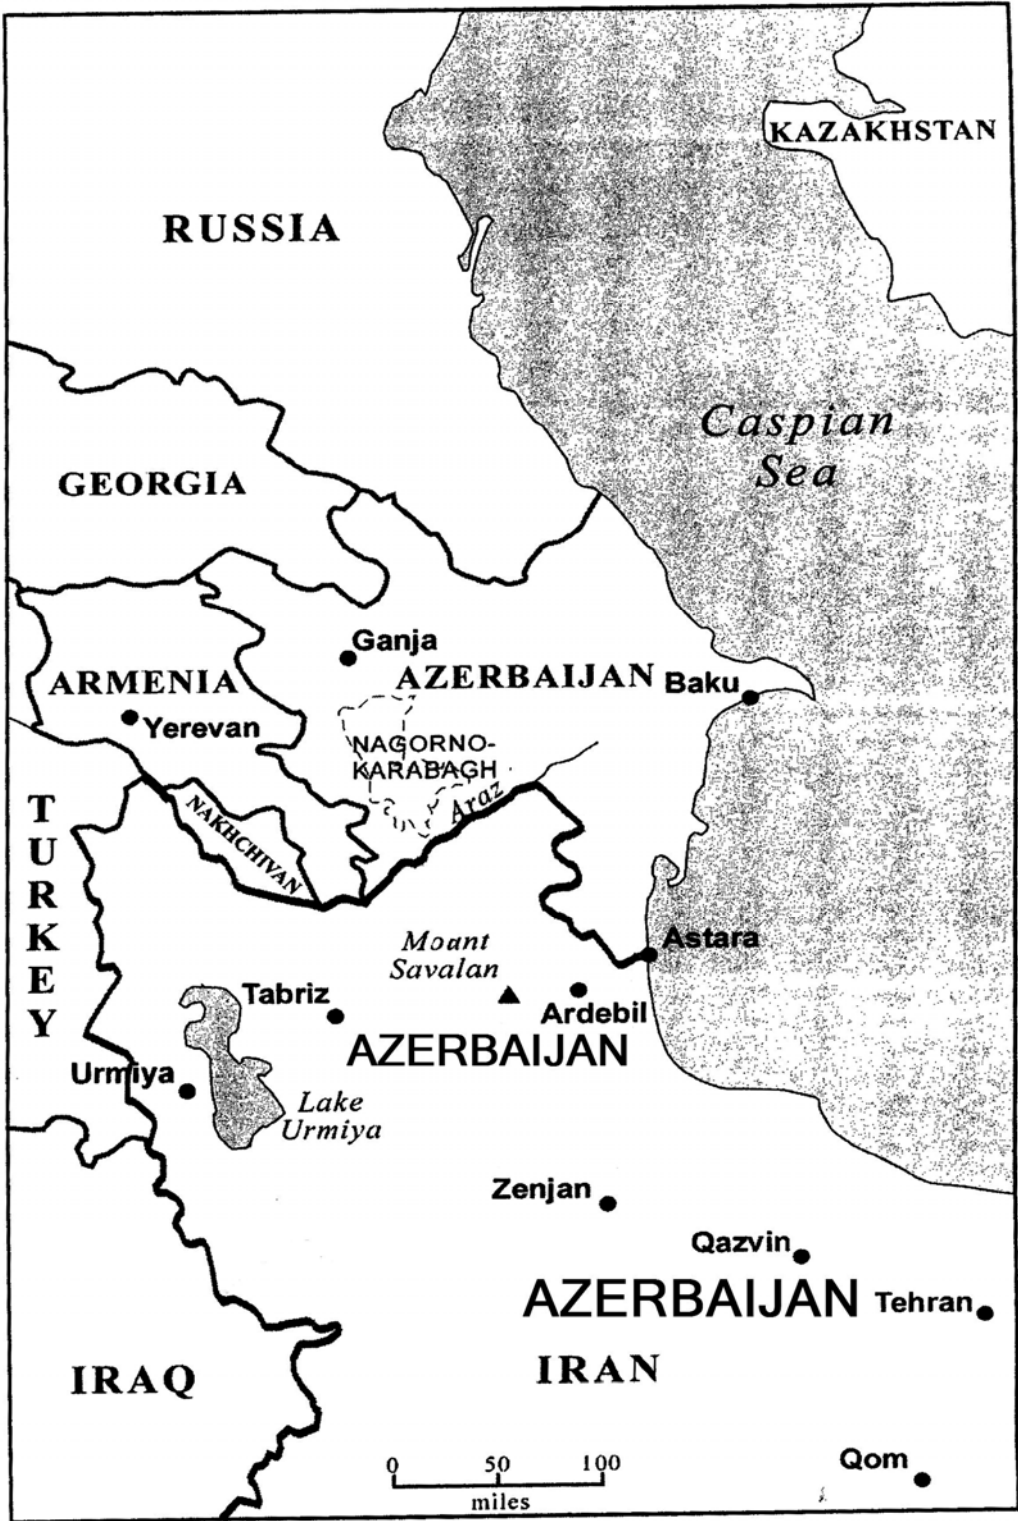 KAZAKHSTAN
RUSSIA
Caspian
Sea
GEORGIA
Ganja
ARMENIA
AZERBAIJAN
Baku
Yerevan
NAGORNO-
KARABAGH
Araz
NAKHCHIVAN
TURKEY
Astara
Moant
Savalan
Tabriz
Ardebil
AZERBAIJAN
Urmiya
Lake
Urmiya
Zenjan
Qazvin
AZERBAIJAN
Tehran
IRAN
IRAQ
Qom
0 50 100
miles